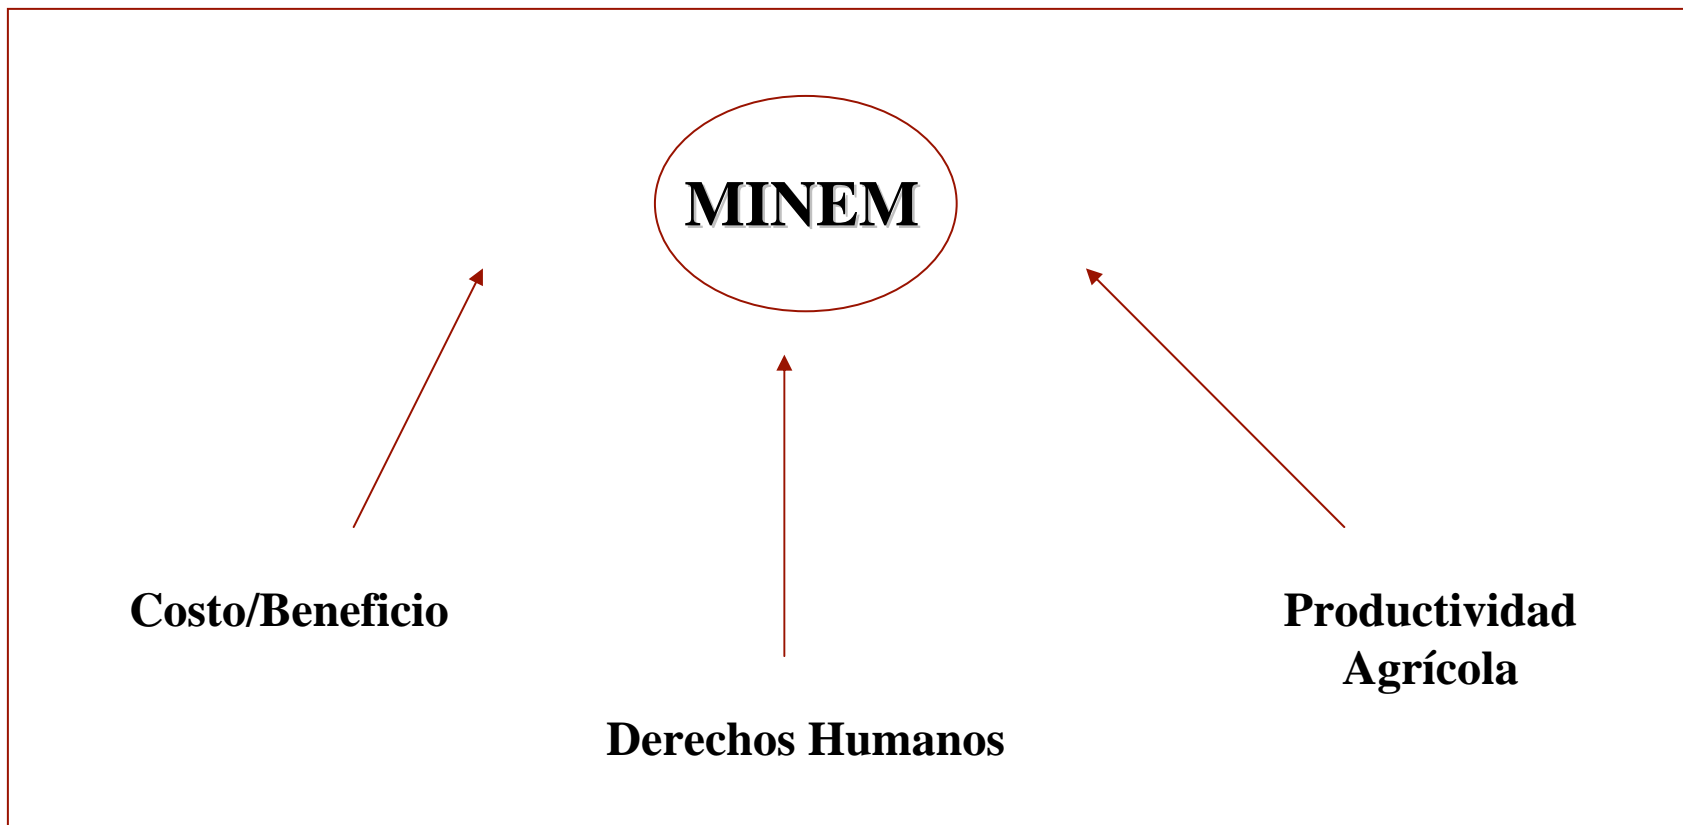 MINEM
Costo/Beneficio
Productividad
Agrícola
Derechos Humanos